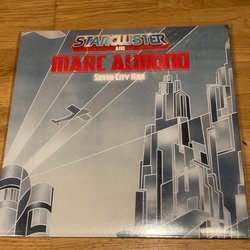 STARCLUSTER
AND
MARC ALMOND
SILVER CITY RIDE